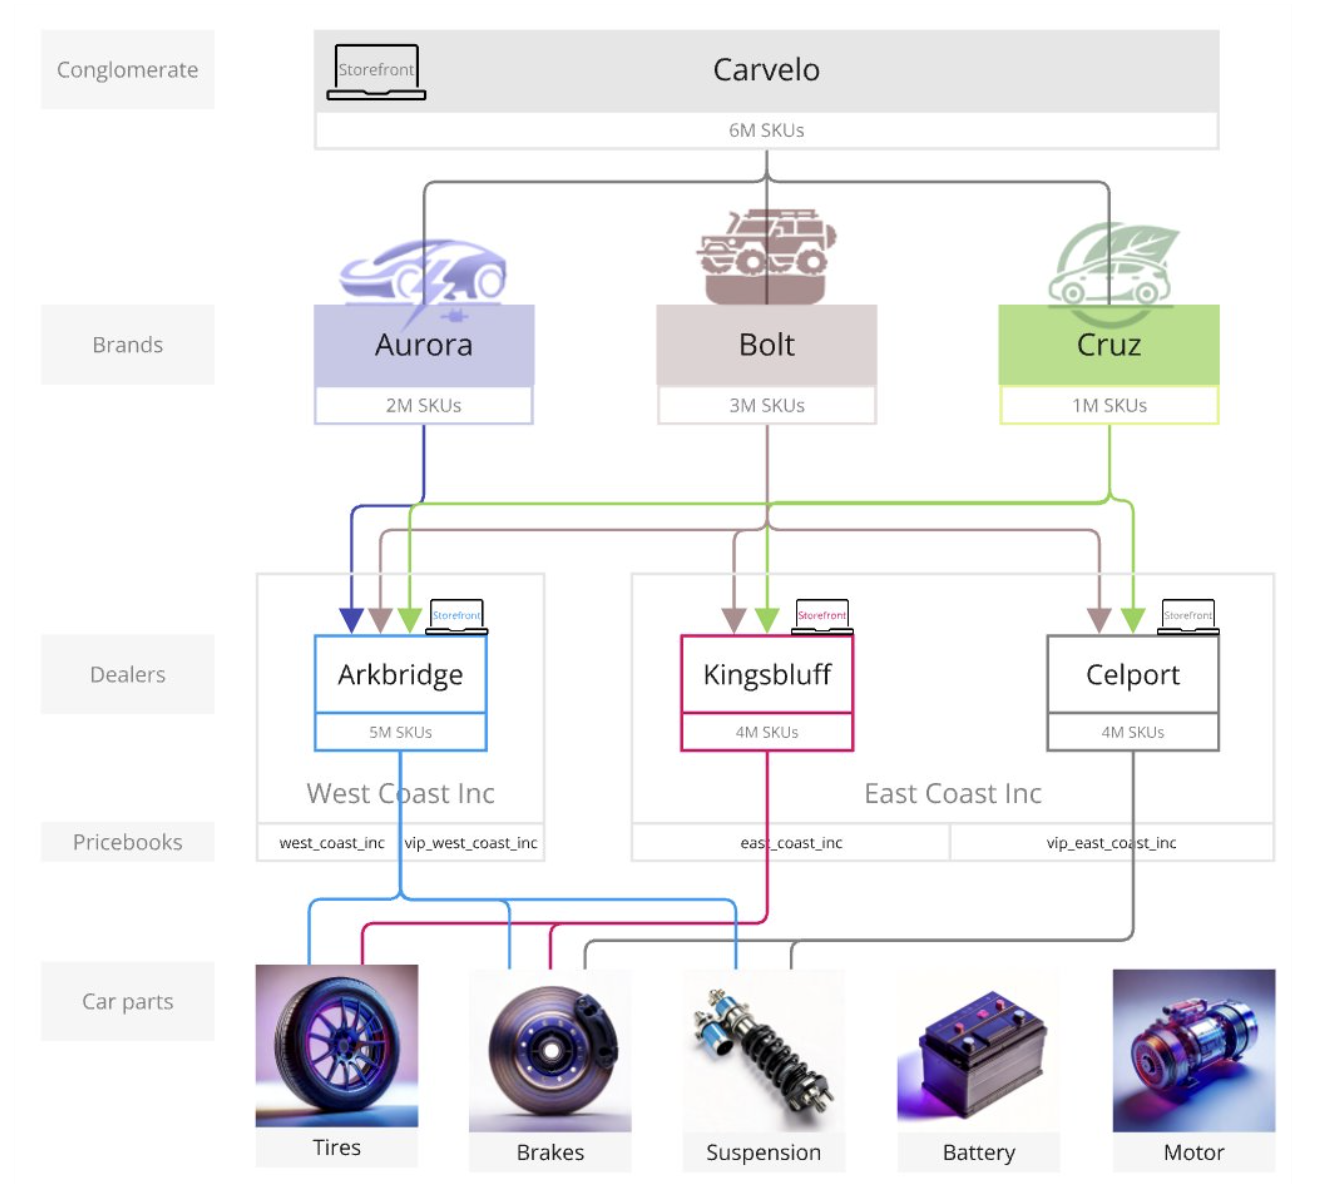 Conglomerate
Storefront
Carvelo
6M SKUs
Brands
Aurora
Bolt
Cruz
2M SKUs
3M SKUs
1M SKUs
Storefront
Storefront
Storefront
Dealers
Arkbridge
Kingsbluff
Celport
5M SKUs
4M SKUs
4M SKUs
West Coast Inc
East Coast Inc
Pricebooks
west_coast_inc
vip_west_coast_inc
east_coast_inc
vip_east_coast_inc
Car parts
Tires
Brakes
Suspension
Battery
Motor